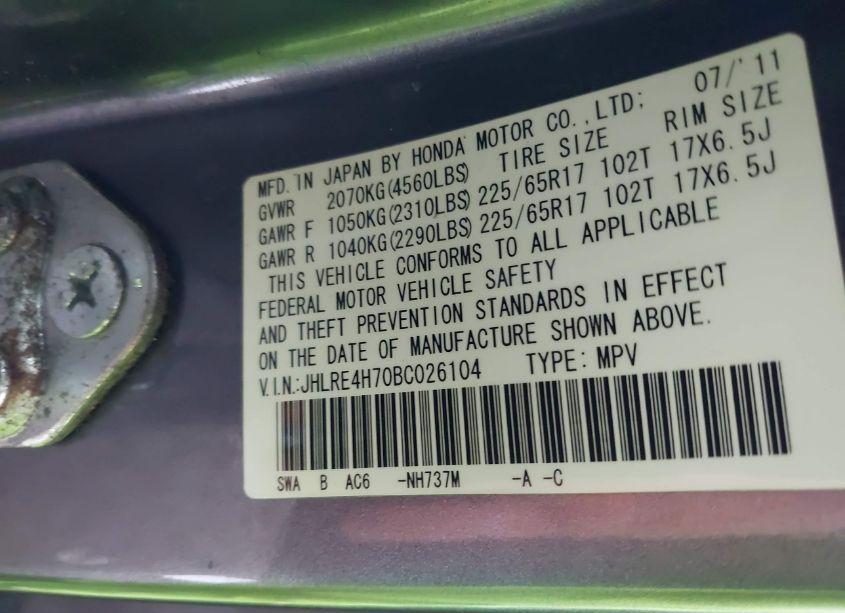 MFD. IN JAPAN BY HONDA MOTOR CO.,LTD; 07/'11
GVWR 2070KG(4560LBS) TIRE SIZE RIM SIZE
GAWR F 1050KG(2310LBS) 225/65R17 102T 17X6.5J
GAWR R 1040KG(2290LBS) 225/65R17 102T 17X6.5J
THIS VEHICLE CONFORMS TO ALL APPLICABLE
FEDERAL MOTOR VEHICLE SAFETY
AND THEFT PREVENTION STANDARDS IN EFFECT
ON THE DATE OF MANUFACTURE SHOWN ABOVE.
V.I.N.:JHLRE4H70BC026104 TYPE: MPV
SWA B AC6 -NH737M -A -C